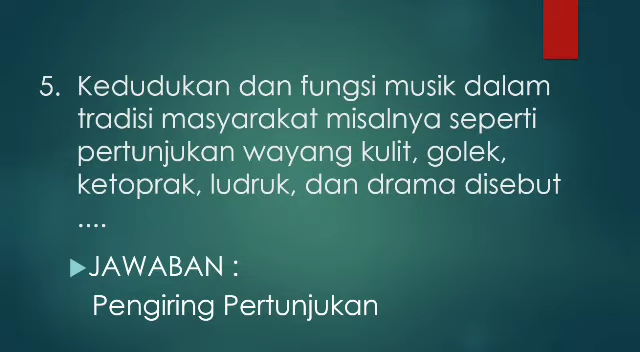 5. Kedudukan dan fungsi musik dalam
tradisi masyarakat misalnya seperti
pertunjukan wayang kulit, golek,
ketoprak, ludruk, dan drama disebut
....
JAWABAN :
Pengiring Pertunjukan